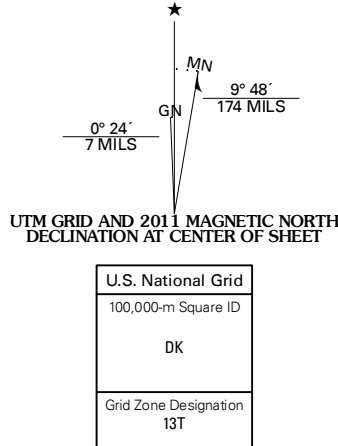 ★
MN
9° 48´
174 MILS
GN
0° 24´
7 MILS
UTM GRID AND 2011 MAGNETIC NORTH
DECLINATION AT CENTER OF SHEET
U.S. National Grid
100,000-m Square ID
DK
Grid Zone Designation
13T